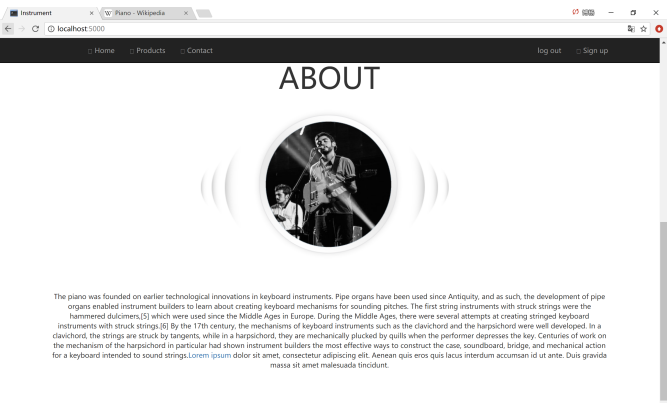 Instrument
Piano - Wikipedia
localhost:5000
Home Products Contact log out Sign up
ABOUT
The piano was founded on earlier technological innovations in keyboard instruments. Pipe organs have been used since Antiquity, and as such, the development of pipe
organs enabled instrument builders to learn about creating keyboard mechanisms for sounding pitches. The first string instruments with struck strings were the
hammered dulcimers,[5] which were used since the Middle Ages in Europe. During the Middle Ages, there were several attempts at creating stringed keyboard
instruments with struck strings.[6] By the 17th century, the mechanisms of keyboard instruments such as the clavichord and the harpsichord were well developed. In a
clavichord, the strings are struck by tangents, while in a harpsichord, they are mechanically plucked by quills when the performer depresses the key. Centuries of work on
the mechanism of the harpsichord in particular had shown instrument builders the most effective ways to construct the case, soundboard, bridge, and mechanical action
for a keyboard intended to sound strings.Lorem ipsum dolor sit amet, consectetur adipiscing elit. Aenean quis eros quis lacus interdum accumsan id ut ante. Duis gravida
massa sit amet malesuada tincidunt.